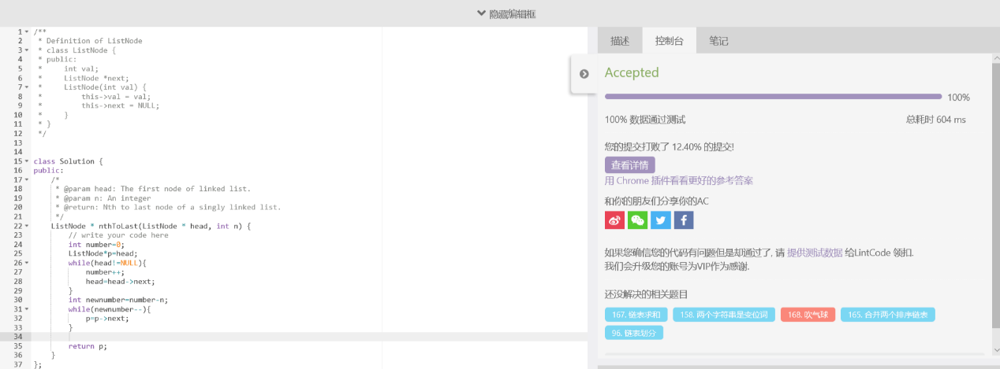 隐藏编辑框
1 /**
2  * Definition of ListNode
3  * class ListNode {
4  * public:
5  *     int val;
6  *     ListNode *next;
7  *     ListNode(int val) {
8  *         this->val = val;
9  *         this->next = NULL;
10  *     }
11  * }
12  */
13
14
15 class Solution {
16 public:
17     /*
18      * @param head: The first node of linked list.
19      * @param n: An integer
20      * @return: Nth to last node of a singly linked list.
21      */
22     ListNode * nthToLast(ListNode * head, int n) {
23         // write your code here
24         int number=0;
25         ListNode*p=head;
26         while(head!=NULL){
27             number++;
28             head=head->next;
29         }
30         int newnumber=number-n;
31         while(newnumber--){
32             p=p->next;
33         }
34
35         return p;
36     }
37 };
描述 控制台 笔记
Accepted
100%
100% 数据通过测试 总耗时 604 ms
您的提交打败了 12.40% 的提交!
查看详情
用 Chrome 插件看看更好的参考答案
和你的朋友们分享你的AC
如果您确信您的代码有问题但是却通过了, 请 提供测试数据 给LintCode 领扣.
我们会升级您的账号为VIP作为感谢.
还没解决的相关题目
167. 链表求和 158. 两个字符串是变位词 168. 吹气球 165. 合并两个排序链表
96. 链表划分